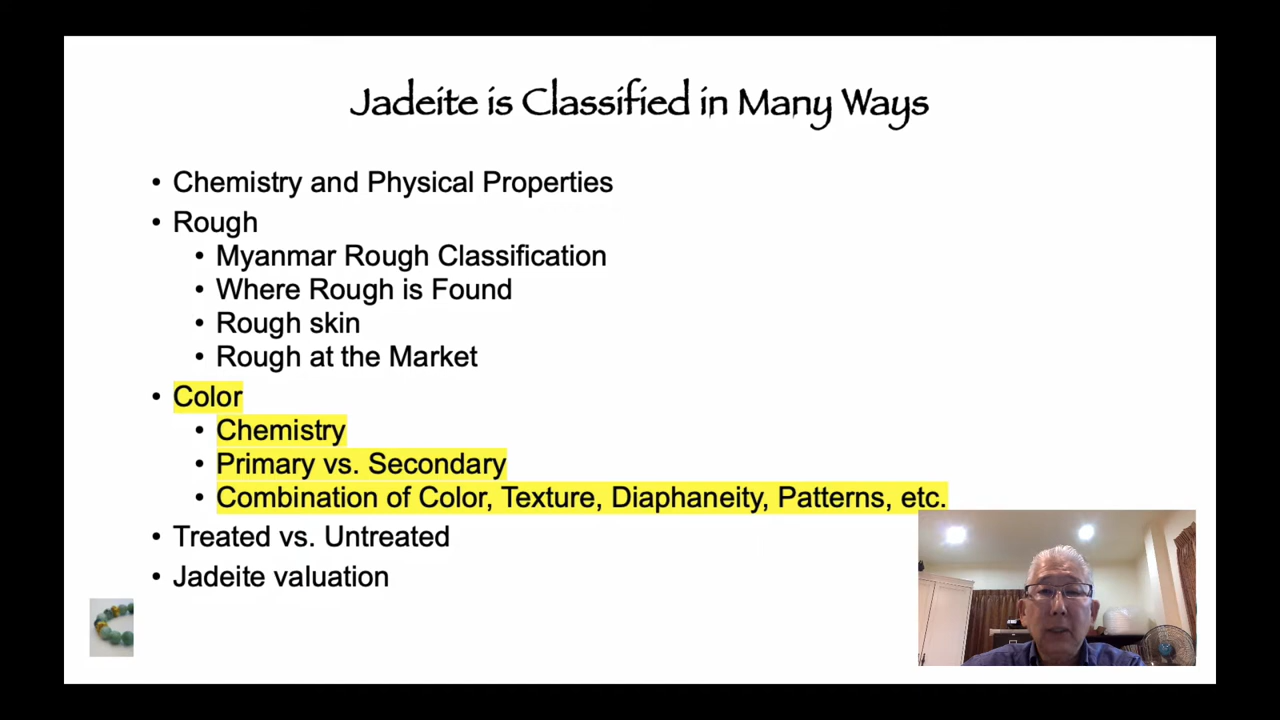 Jadeite is Classified in Many Ways
• Chemistry and Physical Properties
• Rough
• Myanmar Rough Classification
• Where Rough is Found
• Rough skin
• Rough at the Market
• Color
• Chemistry
• Primary vs. Secondary
• Combination of Color, Texture, Diaphaneity, Patterns, etc.
• Treated vs. Untreated
• Jadeite valuation